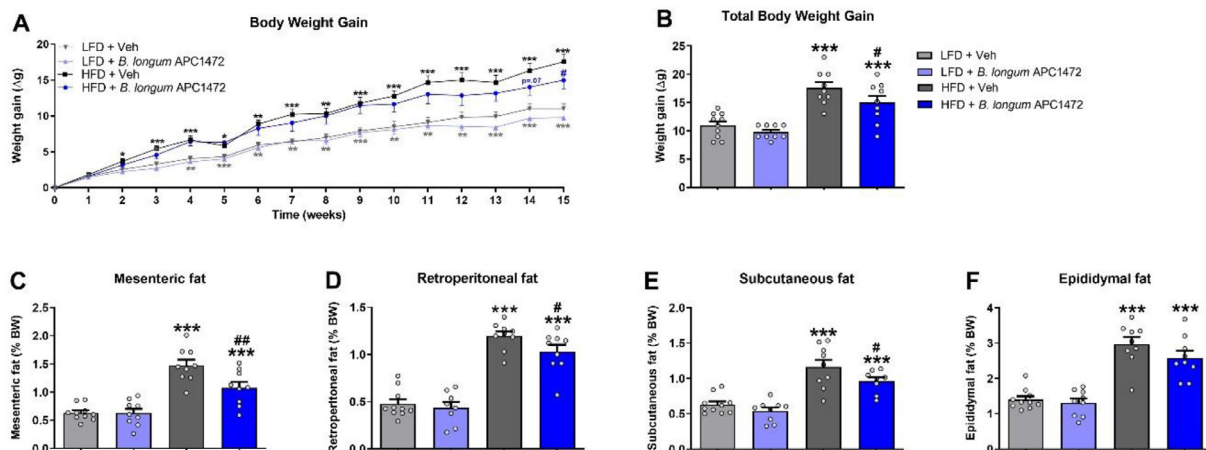 A
Body Weight Gain
LFD + Veh
LFD + B. longum APC1472
HFD + Veh
HFD + B. longum APC1472
Weight gain (Δg)
20
15
10
5
0
* *** *** * ** *** ** *** *** *** *** *** *** ***
p=.07 #
** *** ** ** ** *** ** ** ** *** *** ***
0 1 2 3 4 5 6 7 8 9 10 11 12 13 14 15
Time (weeks)
B
Total Body Weight Gain
Weight gain (Δg)
25
20
15
10
5
0
***
#
***
LFD + Veh
LFD + B. longum APC1472
HFD + Veh
HFD + B. longum APC1472
C
Mesenteric fat
Mesenteric fat (% BW)
2.5
2.0
1.5
1.0
0.5
0.0
***
##
***
D
Retroperitoneal fat
Retroperitoneal fat (% BW)
1.5
1.0
0.5
0.0
***
#
***
E
Subcutaneous fat
Subcutaneous fat (% BW)
2.0
1.5
1.0
0.5
0.0
***
#
***
F
Epididymal fat
Epididymal fat (% BW)
4
3
2
1
0
***
***